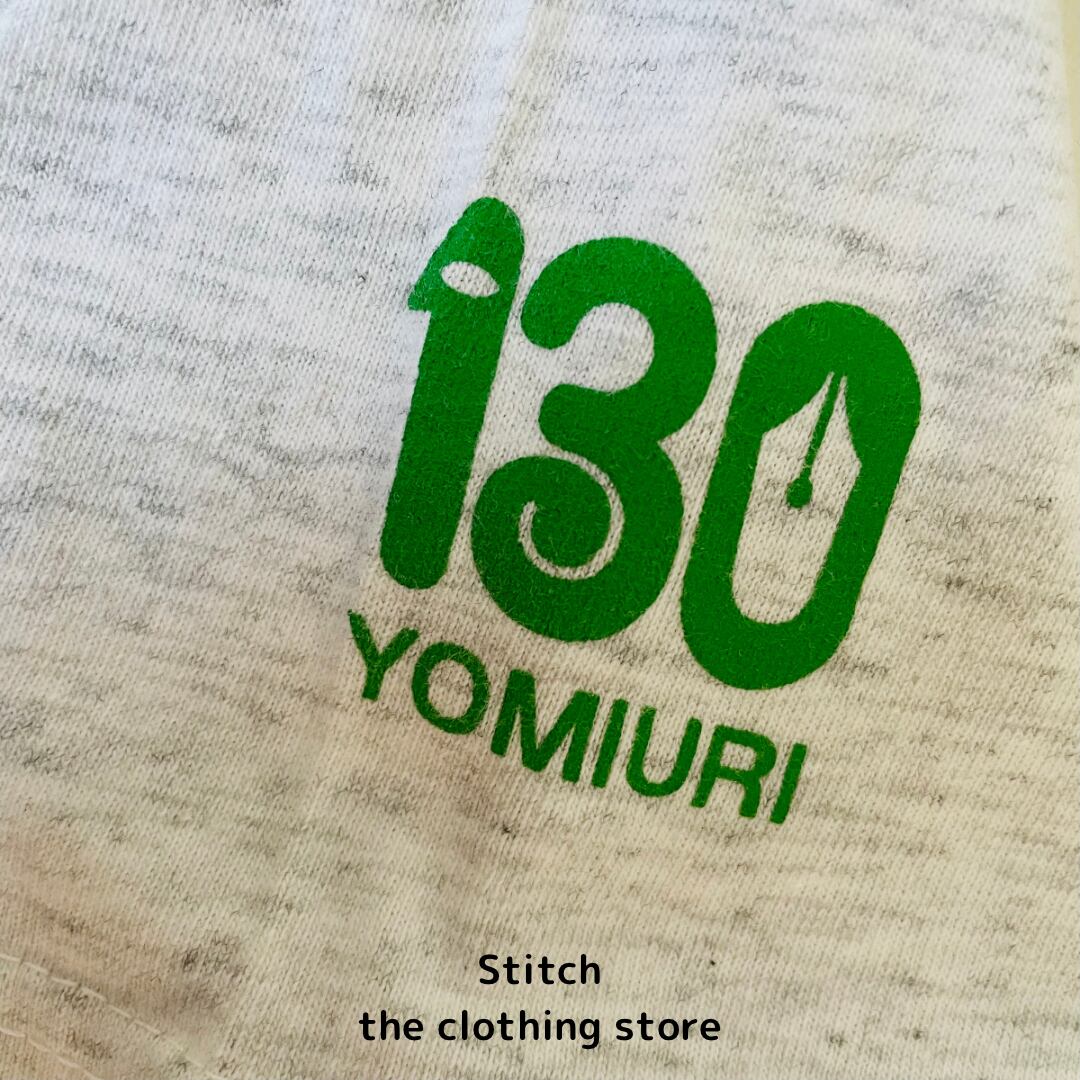 130
YOMIURI
Stitch
the clothing store